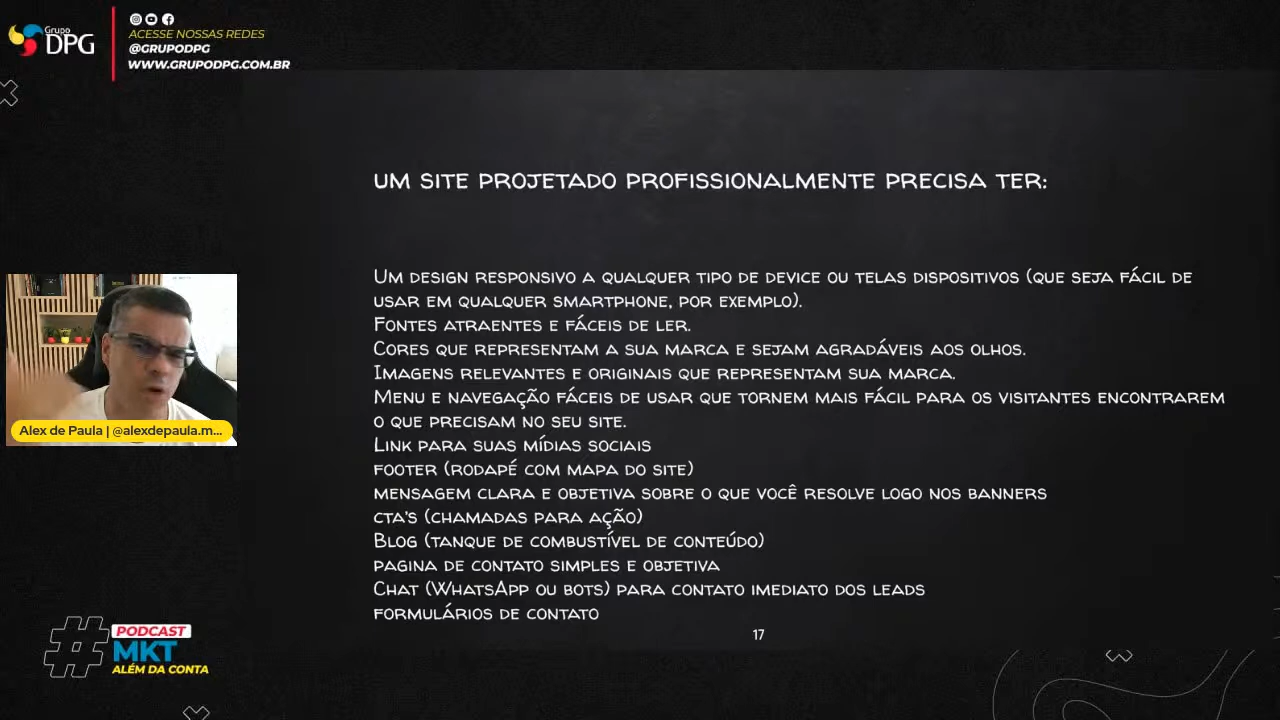 Grupo
DPG
ACESSE NOSSAS REDES
@GRUPODPG
WWW.GRUPODPG.COM.BR
UM SITE PROJETADO PROFISSIONALMENTE PRECISA TER:
UM DESIGN RESPONSIVO A QUALQUER TIPO DE DEVICE OU TELAS DISPOSITIVOS (QUE SEJA FÁCIL DE
USAR EM QUALQUER SMARTPHONE, POR EXEMPLO).
FONTES ATRAENTES E FÁCEIS DE LER.
CORES QUE REPRESENTAM A SUA MARCA E SEJAM AGRADÁVEIS AOS OLHOS.
IMAGENS RELEVANTES E ORIGINAIS QUE REPRESENTAM SUA MARCA.
MENU E NAVEGAÇÃO FÁCEIS DE USAR QUE TORNEM MAIS FÁCIL PARA OS VISITANTES ENCONTRAREM
O QUE PRECISAM NO SEU SITE.
LINK PARA SUAS MÍDIAS SOCIAIS
FOOTER (RODAPÉ COM MAPA DO SITE)
MENSAGEM CLARA E OBJETIVA SOBRE O QUE VOCÊ RESOLVE LOGO NOS BANNERS
CTA'S (CHAMADAS PARA AÇÃO)
BLOG (TANQUE DE COMBUSTÍVEL DE CONTEÚDO)
PAGINA DE CONTATO SIMPLES E OBJETIVA
CHAT (WHATSAPP OU BOTS) PARA CONTATO IMEDIATO DOS LEADS
FORMULÁRIOS DE CONTATO
17
Alex de Paula | @alexdepaula.m...
#
PODCAST
MKT
ALÉM DA CONTA